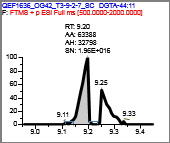 QEF1636_OG42_T3-9-2-7_SC DGTA-44:11
F: FTMS + p ESI Full ms [500.0000-2000.0000]
RT: 9.20
AA: 63388
AH: 32798
SN: 1.96E+016
100
80
60
40
20
0
9.11
9.25
9.33
9.0 9.1 9.2 9.3 9.4